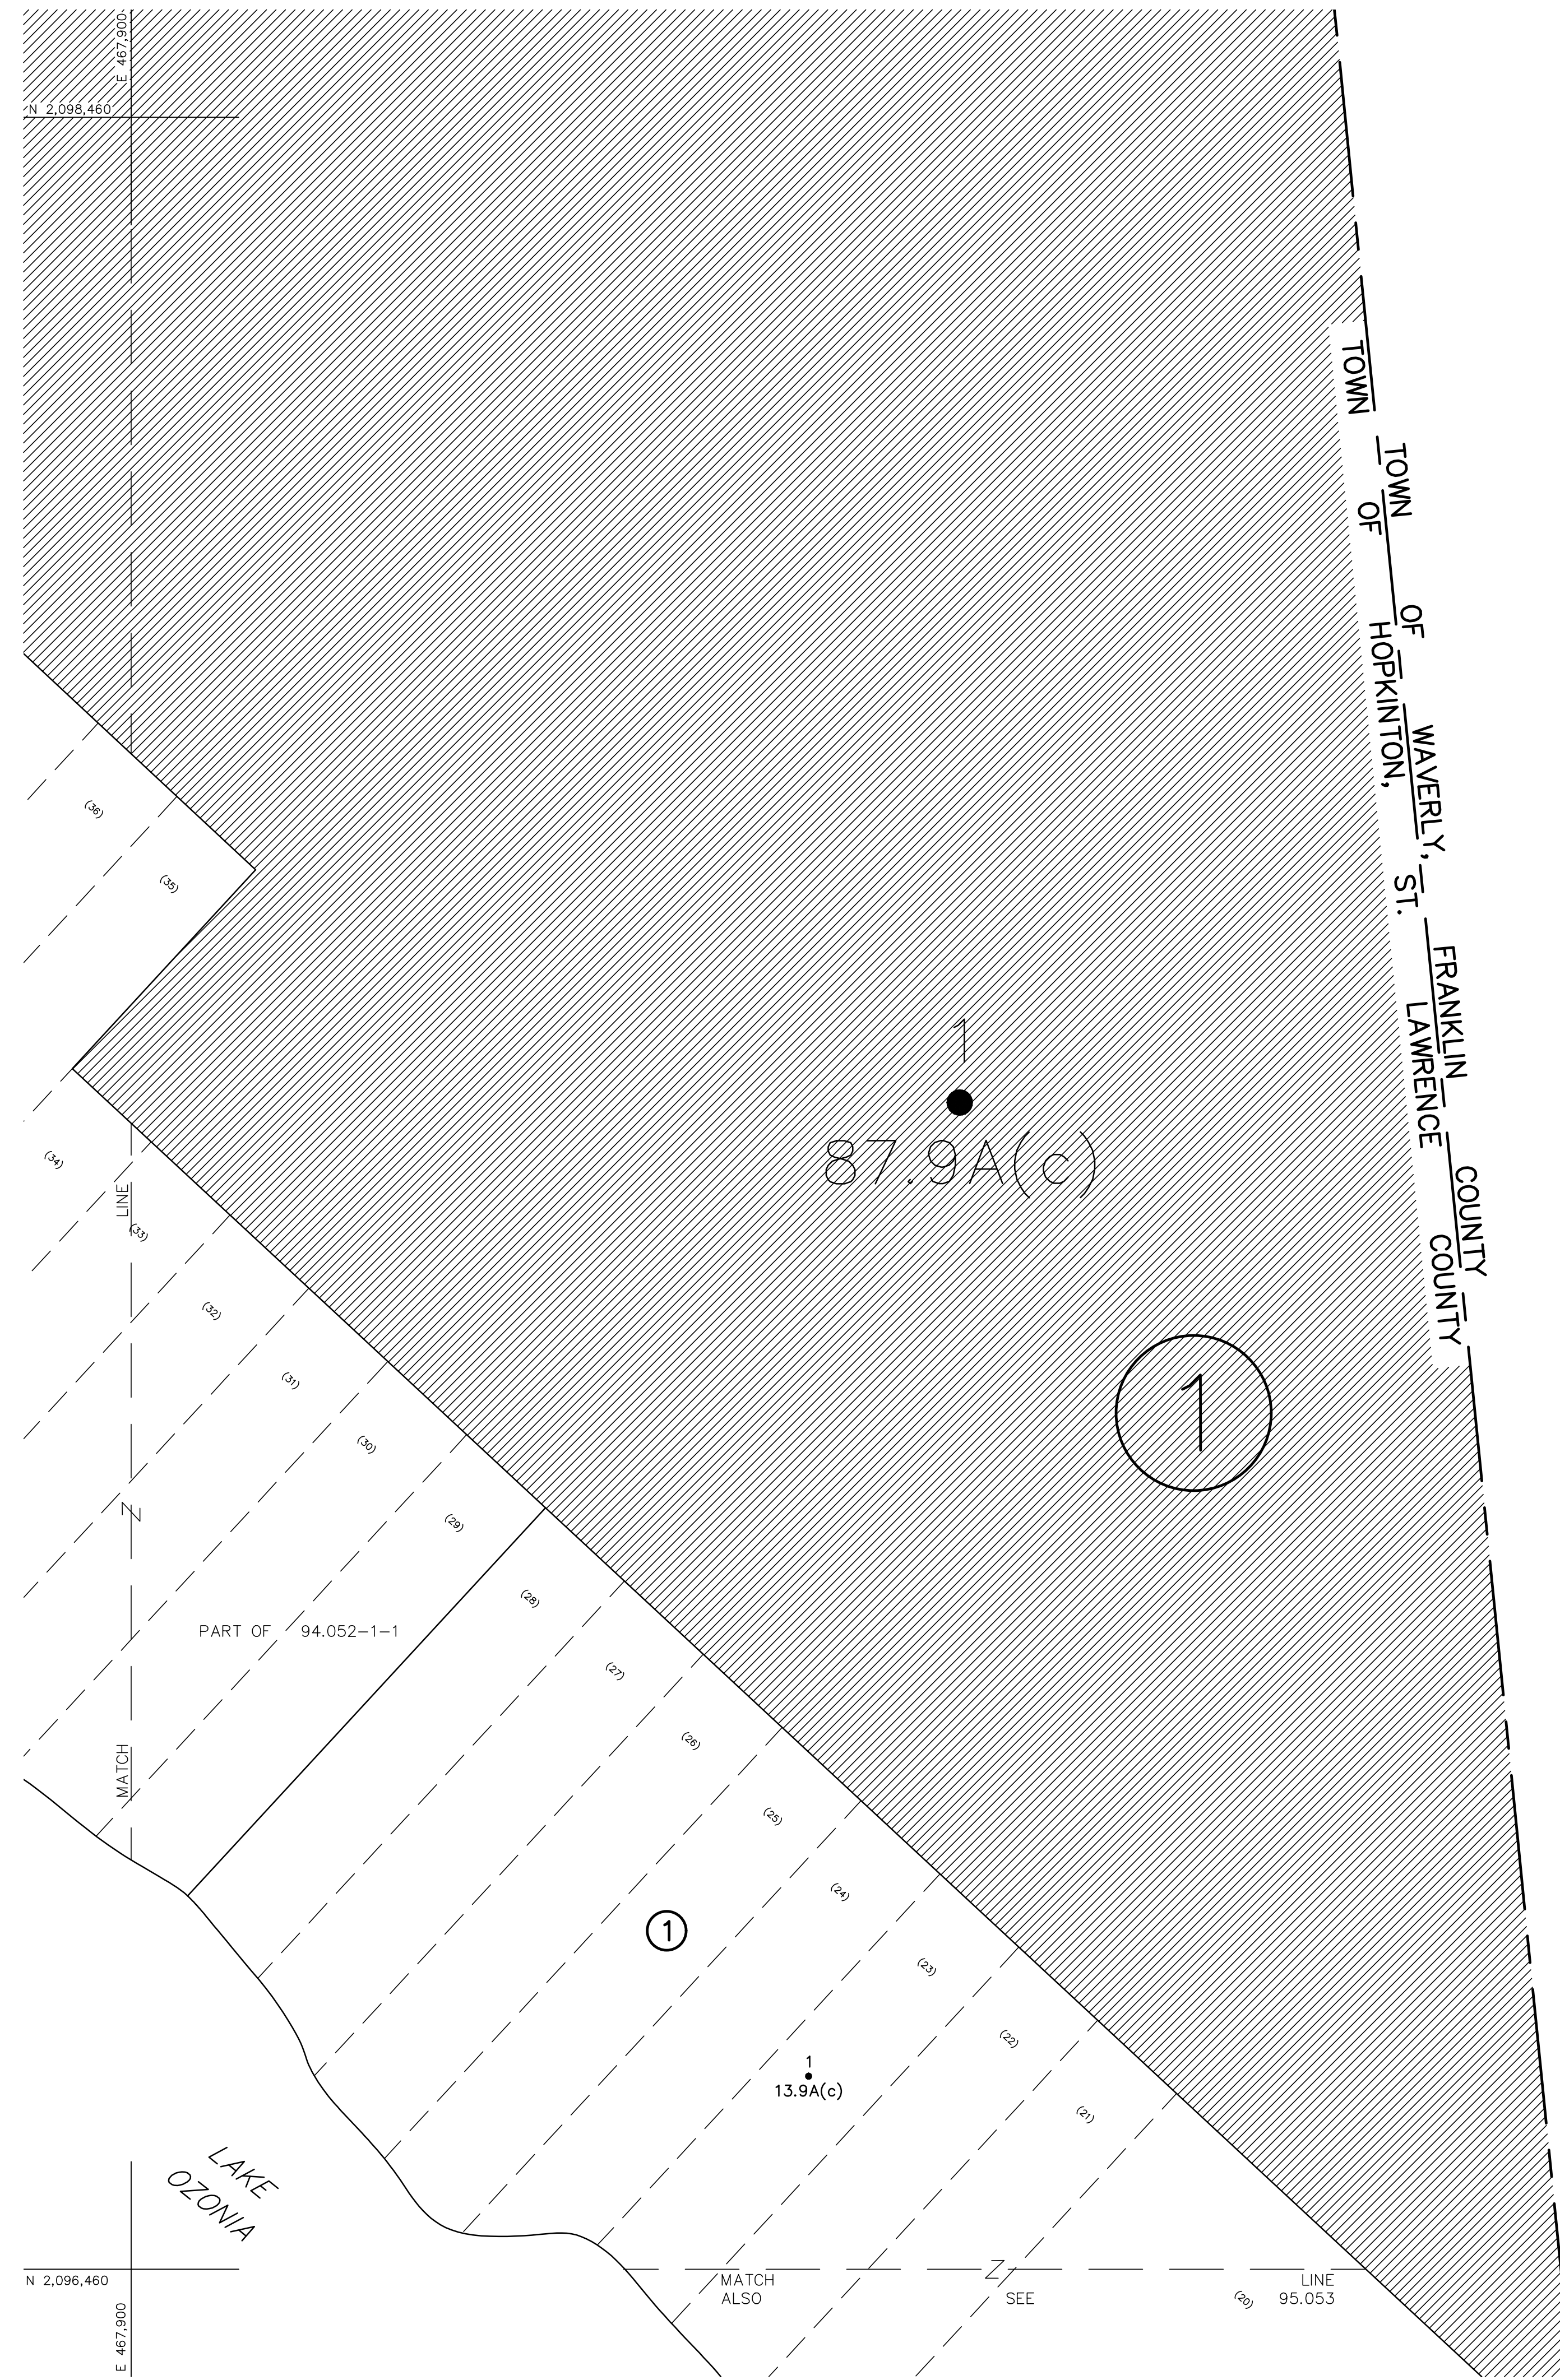 E 467,900
N 2,098,460
TOWN OF HOPKINTON, ST. LAWRENCE COUNTY
TOWN OF WAVERLY, FRANKLIN COUNTY
(36)
(35)
1
87.9A(c)
(34)
LINE
(33)
(32)
1
(31)
(30)
(29)
(28)
PART OF 94.052-1-1
(27)
(26)
MATCH
(25)
(24)
1
(23)
(22)
1
13.9A(c)
(21)
LAKE
OZONIA
N 2,096,460
MATCH LINE
ALSO SEE 95.053
(20)
E 467,900